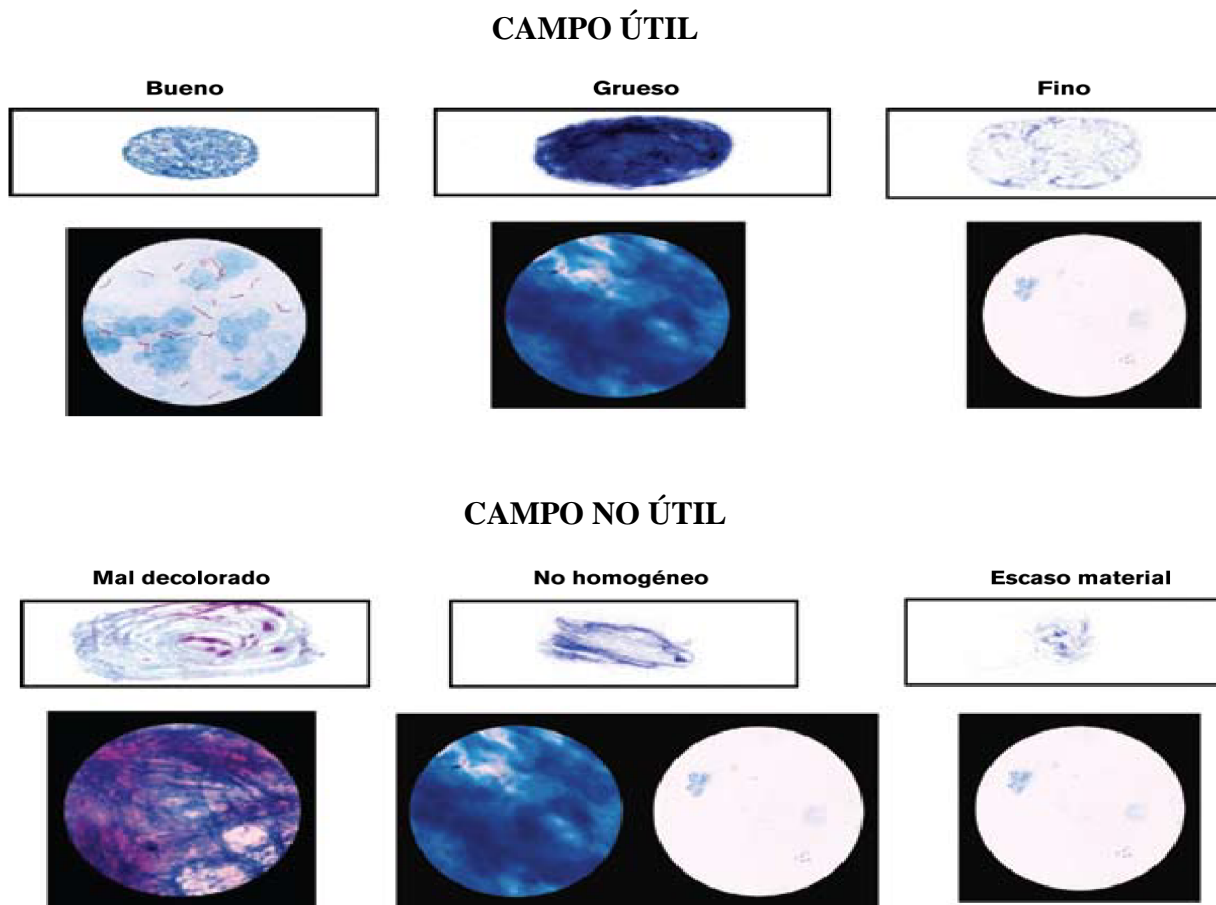 CAMPO ÚTIL
Bueno
Grueso
Fino
CAMPO NO ÚTIL
Mal decolorado
No homogéneo
Escaso material